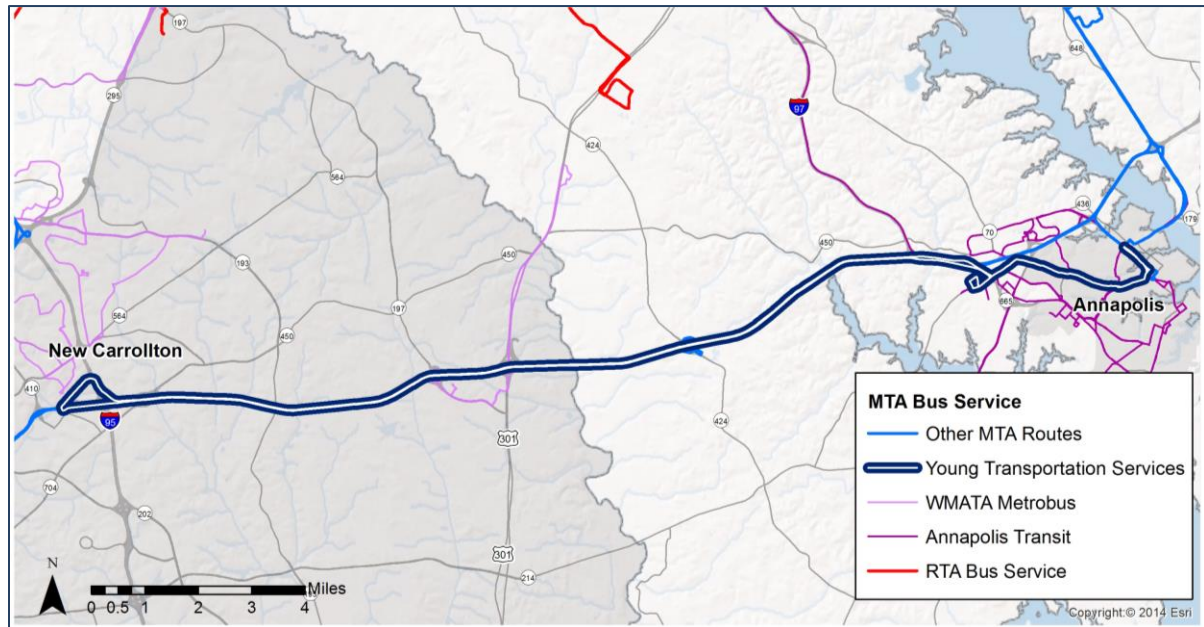 197
648
295
97
424
564
436
179
70
450
193
450
197
665
Annapolis
564
New Carrollton
450
410
95
424
301
704
202
301
214
MTA Bus Service
Other MTA Routes
Young Transportation Services
WMATA Metrobus
Annapolis Transit
RTA Bus Service
N
Miles
0 0.5 1 2 3 4
Copyright:© 2014 Esri